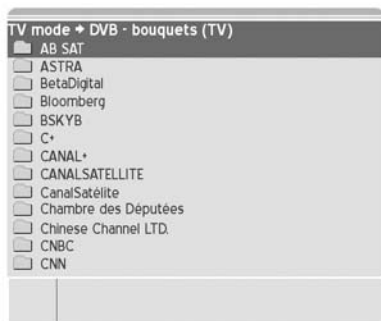 TV mode → DVB - bouquets (TV)
AB SAT
ASTRA
BetaDigital
Bloomberg
BSKYB
C+
CANAL+
CANALSATELLITE
CanalSatélite
Chambre des Députées
Chinese Channel LTD.
CNBC
CNN